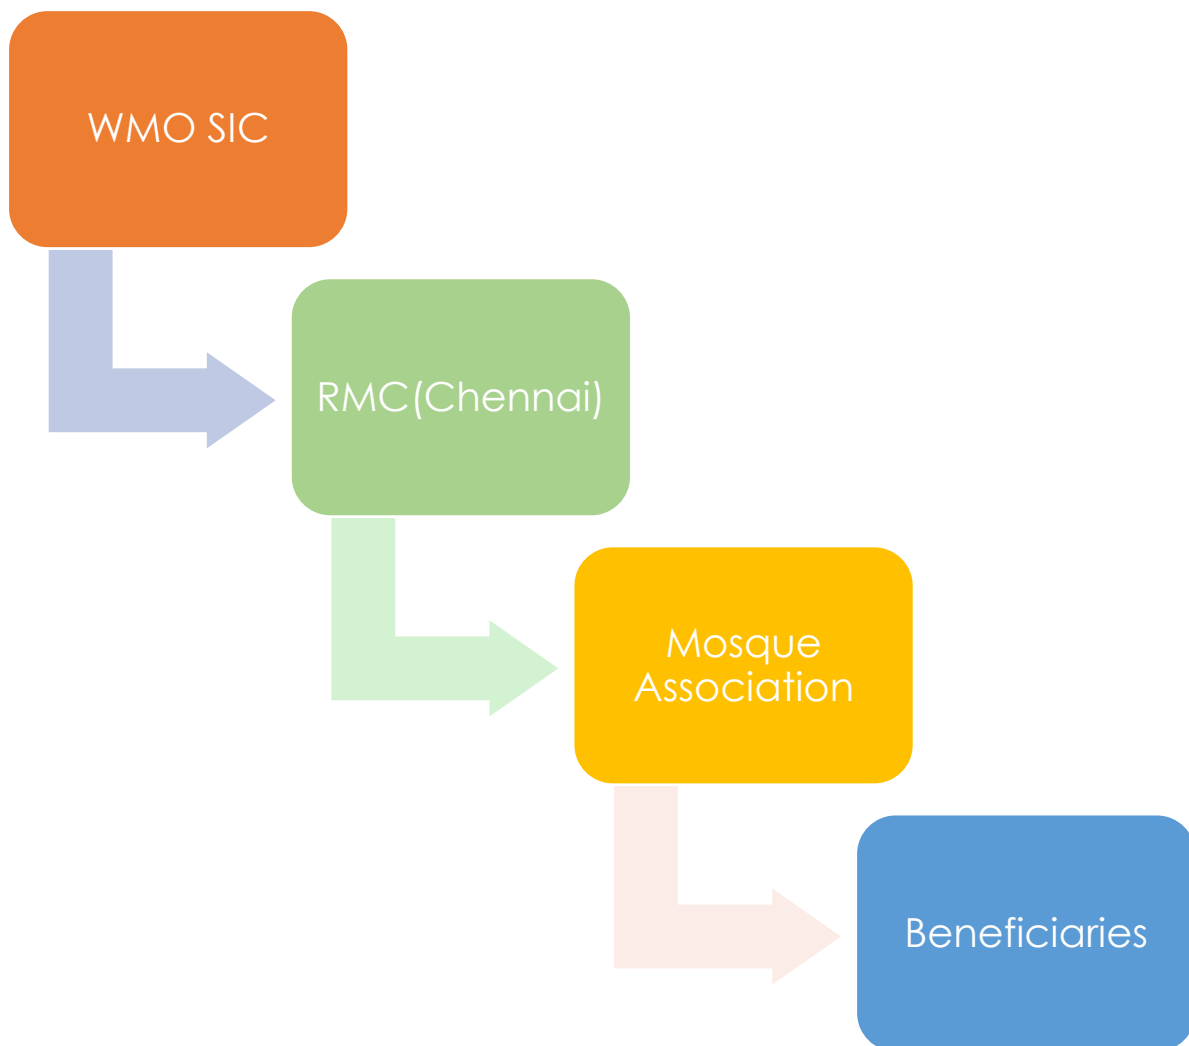 WMO SIC
RMC(Chennai)
Mosque
Association
Beneficiaries